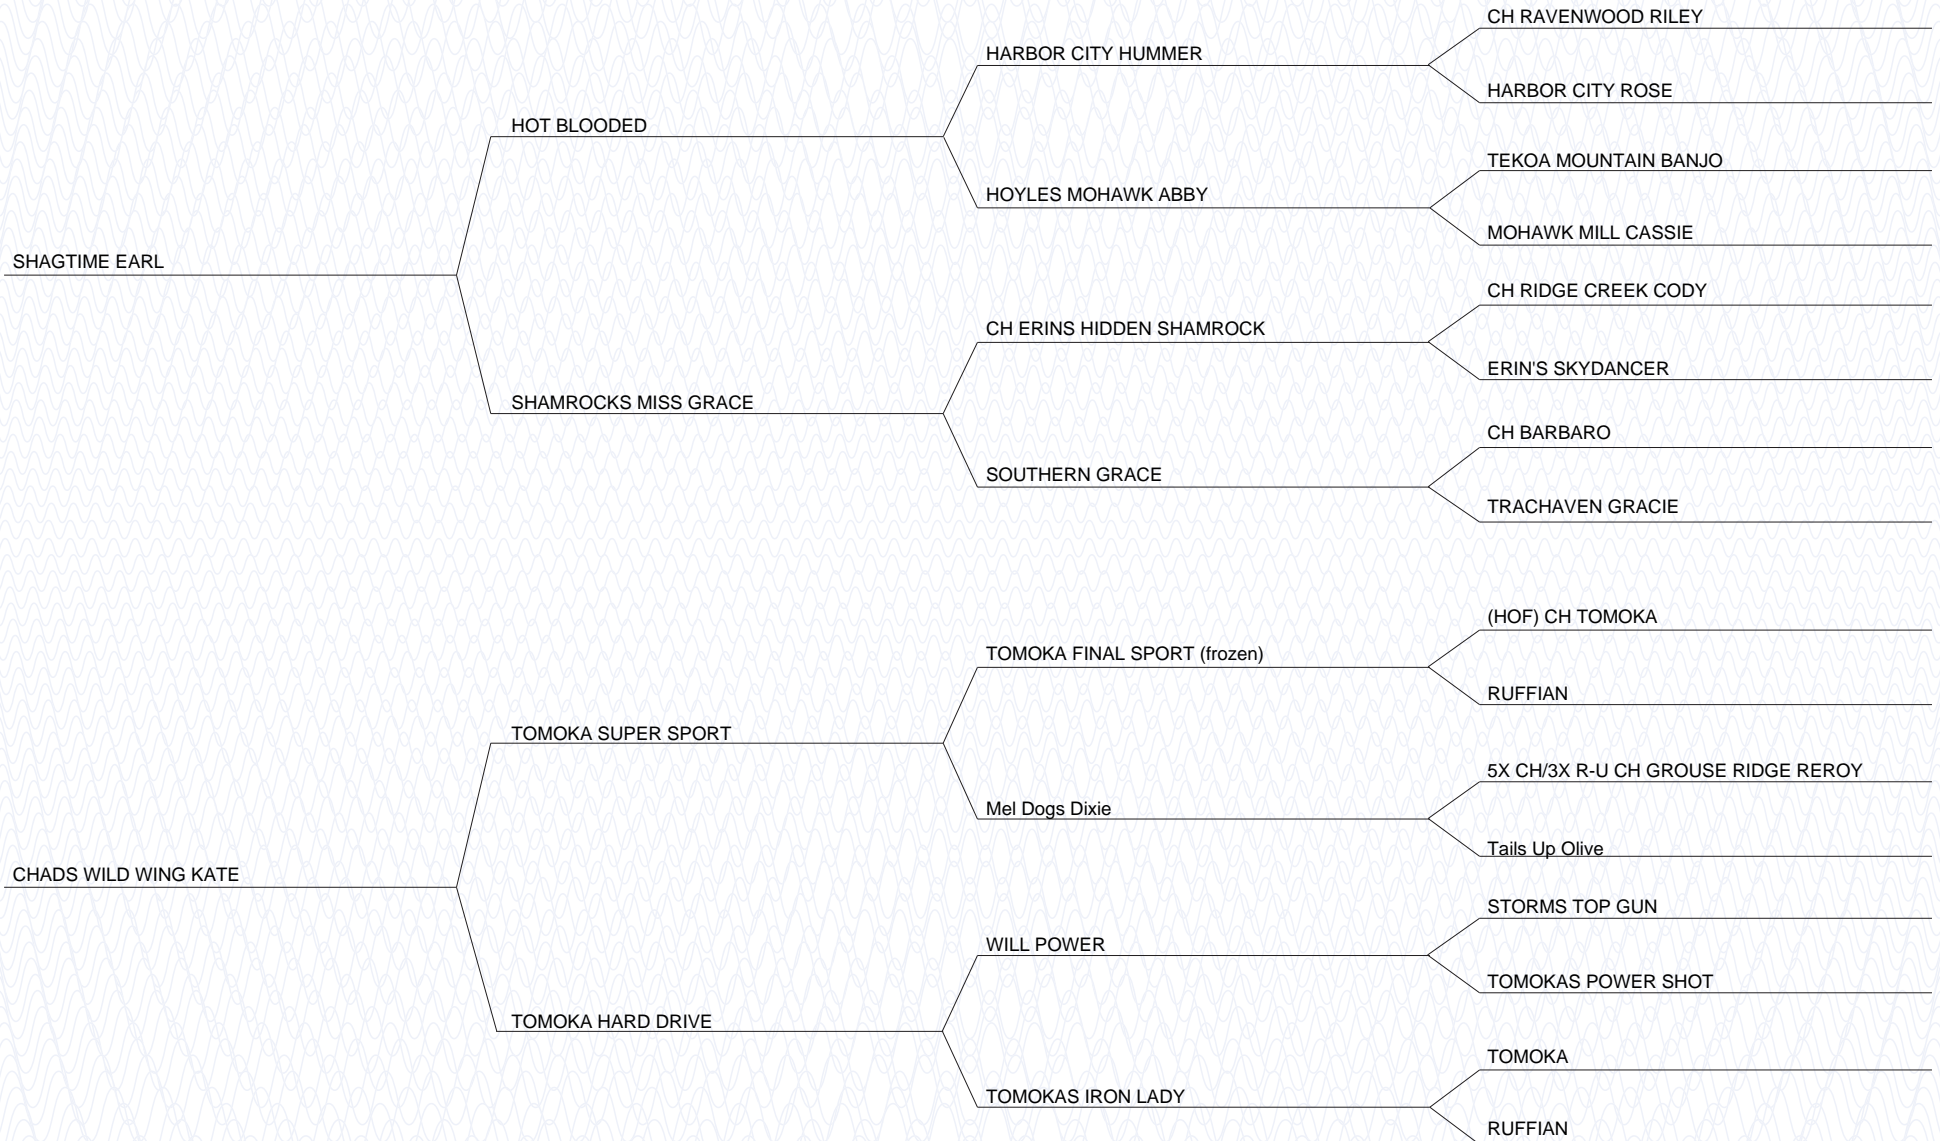 CH RAVENWOOD RILEY
HARBOR CITY HUMMER
HARBOR CITY ROSE
HOT BLOODED
TEKOA MOUNTAIN BANJO
HOYLES MOHAWK ABBY
MOHAWK MILL CASSIE
SHAGTIME EARL
CH RIDGE CREEK CODY
CH ERINS HIDDEN SHAMROCK
ERIN'S SKYDANCER
SHAMROCKS MISS GRACE
CH BARBARO
SOUTHERN GRACE
TRACHAVEN GRACIE
(HOF) CH TOMOKA
TOMOKA FINAL SPORT (frozen)
RUFFIAN
TOMOKA SUPER SPORT
5X CH/3X R-U CH GROUSE RIDGE REROY
Mel Dogs Dixie
Tails Up Olive
CHADS WILD WING KATE
STORMS TOP GUN
WILL POWER
TOMOKAS POWER SHOT
TOMOKA HARD DRIVE
TOMOKA
TOMOKAS IRON LADY
RUFFIAN